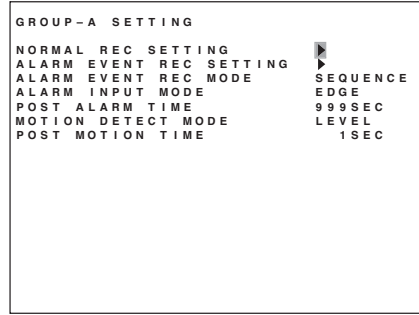 GROUP–A SETTING
NORMAL REC SETTING
ALARM EVENT REC SETTING
ALARM EVENT REC MODE SEQUENCE
ALARM INPUT MODE EDGE
POST ALARM TIME 999SEC
MOTION DETECT MODE LEVEL
POST MOTION TIME 1SEC